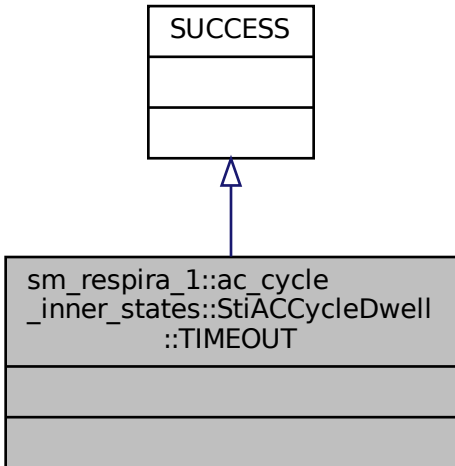 SUCCESS
sm_respira_1::ac_cycle
_inner_states::StiACCycleDwell
::TIMEOUT